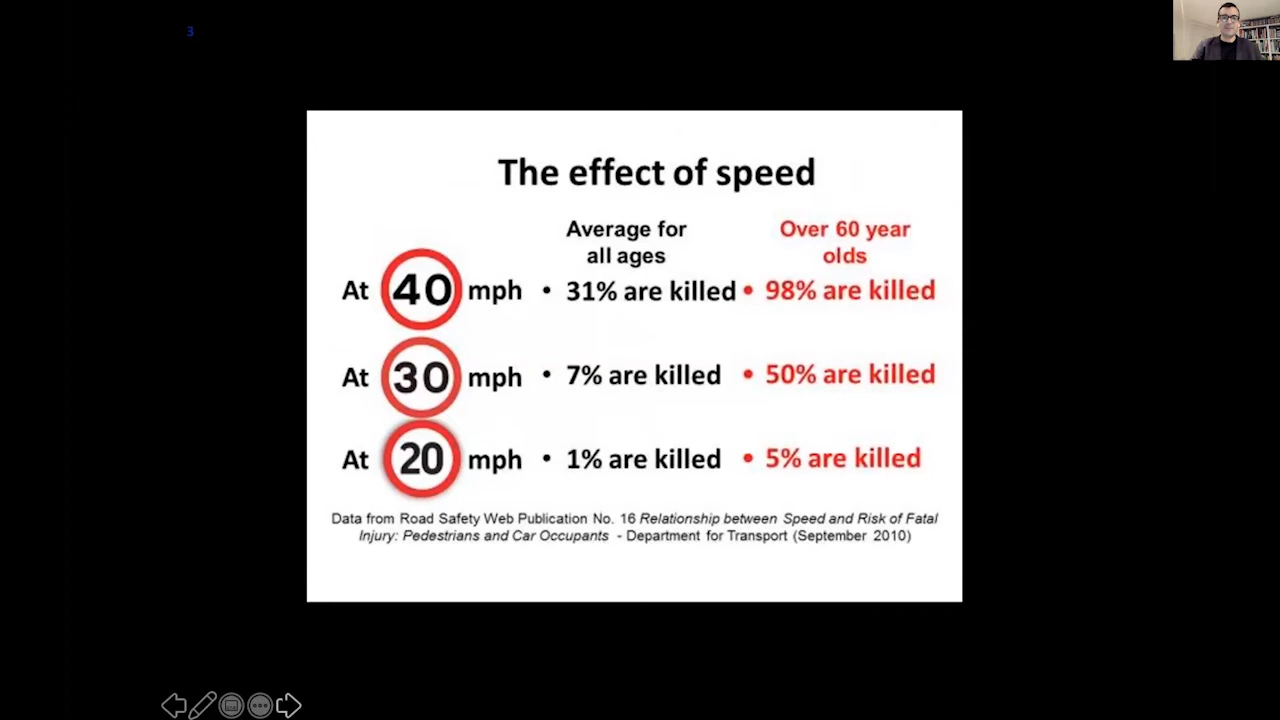 3
The effect of speed
Average for
all ages
Over 60 year
olds
At 40 mph • 31% are killed • 98% are killed
At 30 mph • 7% are killed • 50% are killed
At 20 mph • 1% are killed • 5% are killed
Data from Road Safety Web Publication No. 16 Relationship between Speed and Risk of Fatal
Injury: Pedestrians and Car Occupants - Department for Transport (September 2010)